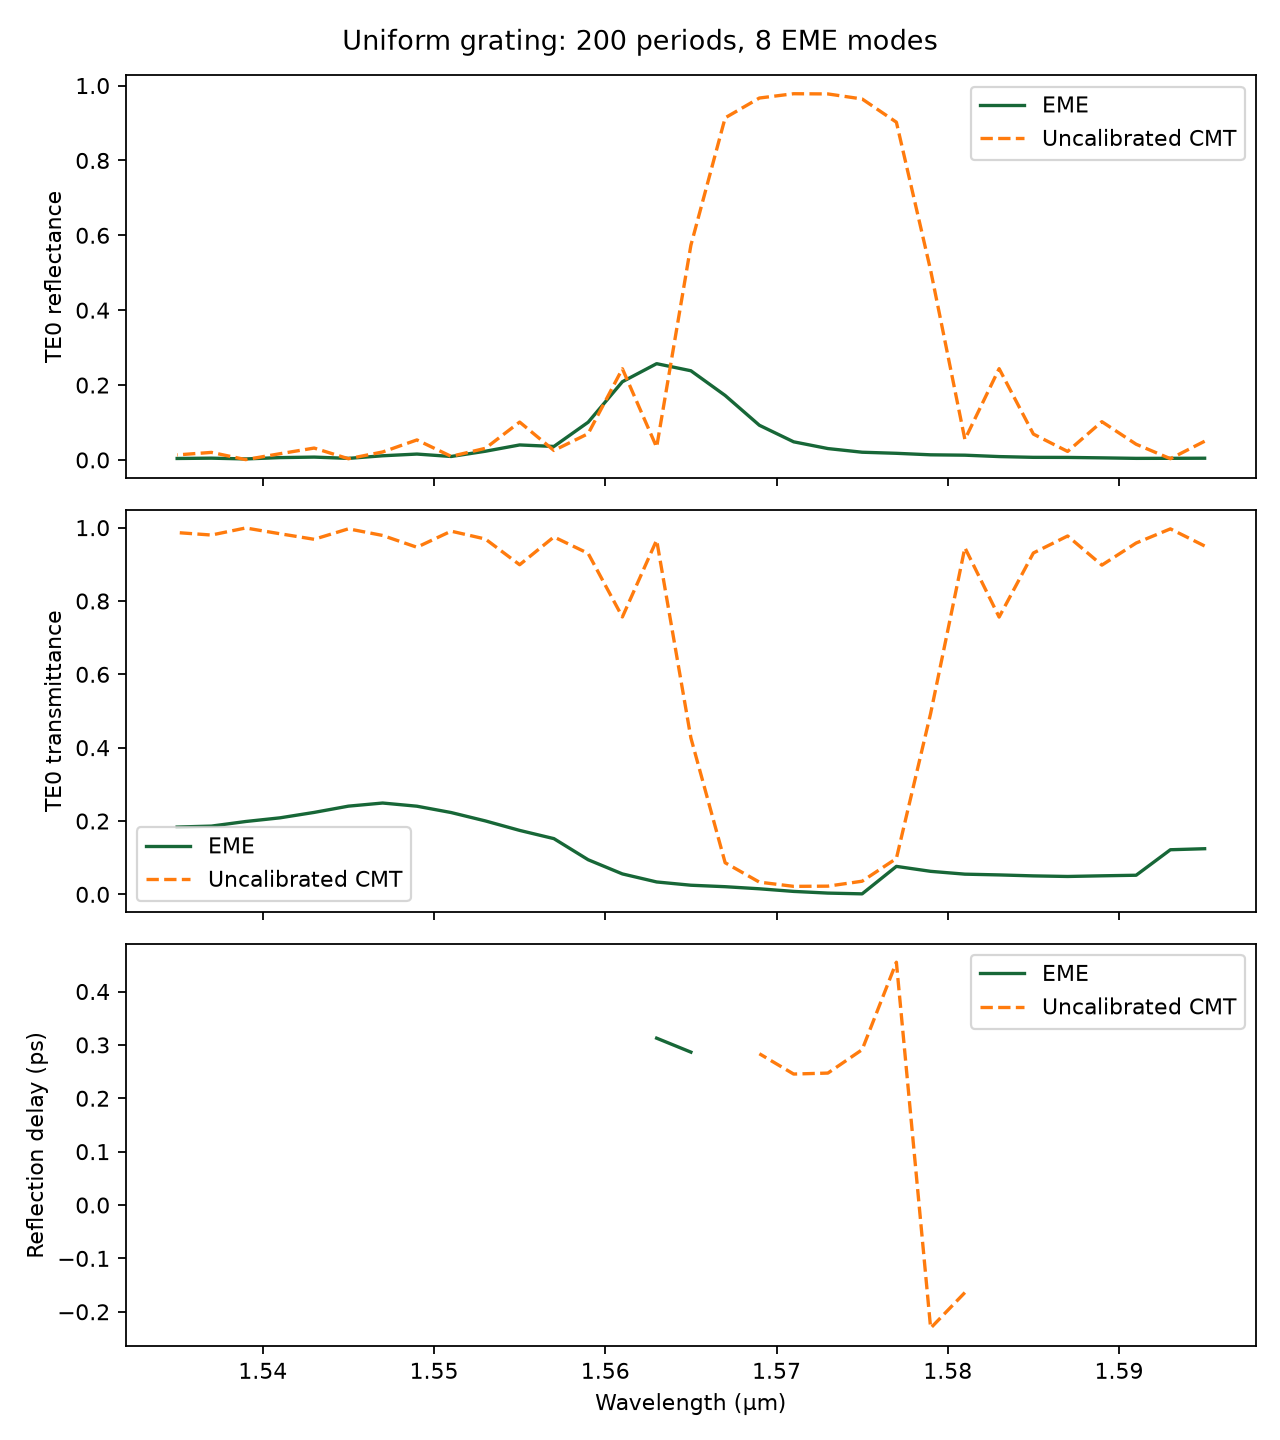 Uniform grating: 200 periods, 8 EME modes
TE0 reflectance
1.0
0.8
0.6
0.4
0.2
0.0
EME
Uncalibrated CMT
TE0 transmittance
1.0
0.8
0.6
0.4
0.2
0.0
EME
Uncalibrated CMT
Reflection delay (ps)
0.4
0.3
0.2
0.1
0.0
−0.1
−0.2
EME
Uncalibrated CMT
1.54 1.55 1.56 1.57 1.58 1.59
Wavelength (μm)